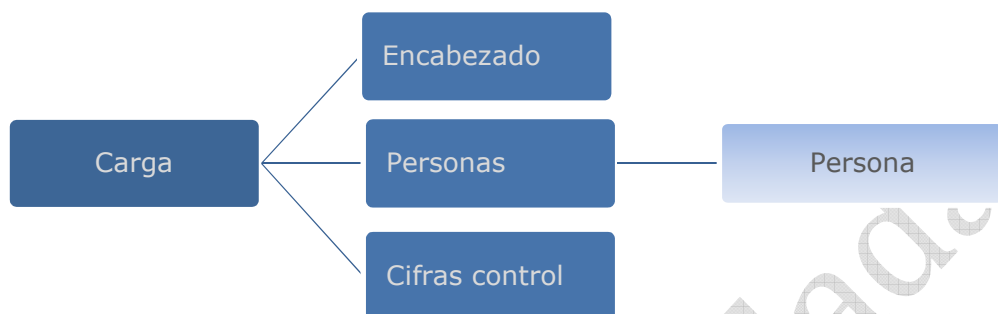 Encabezado
Carga
Personas
Persona
Cifras control